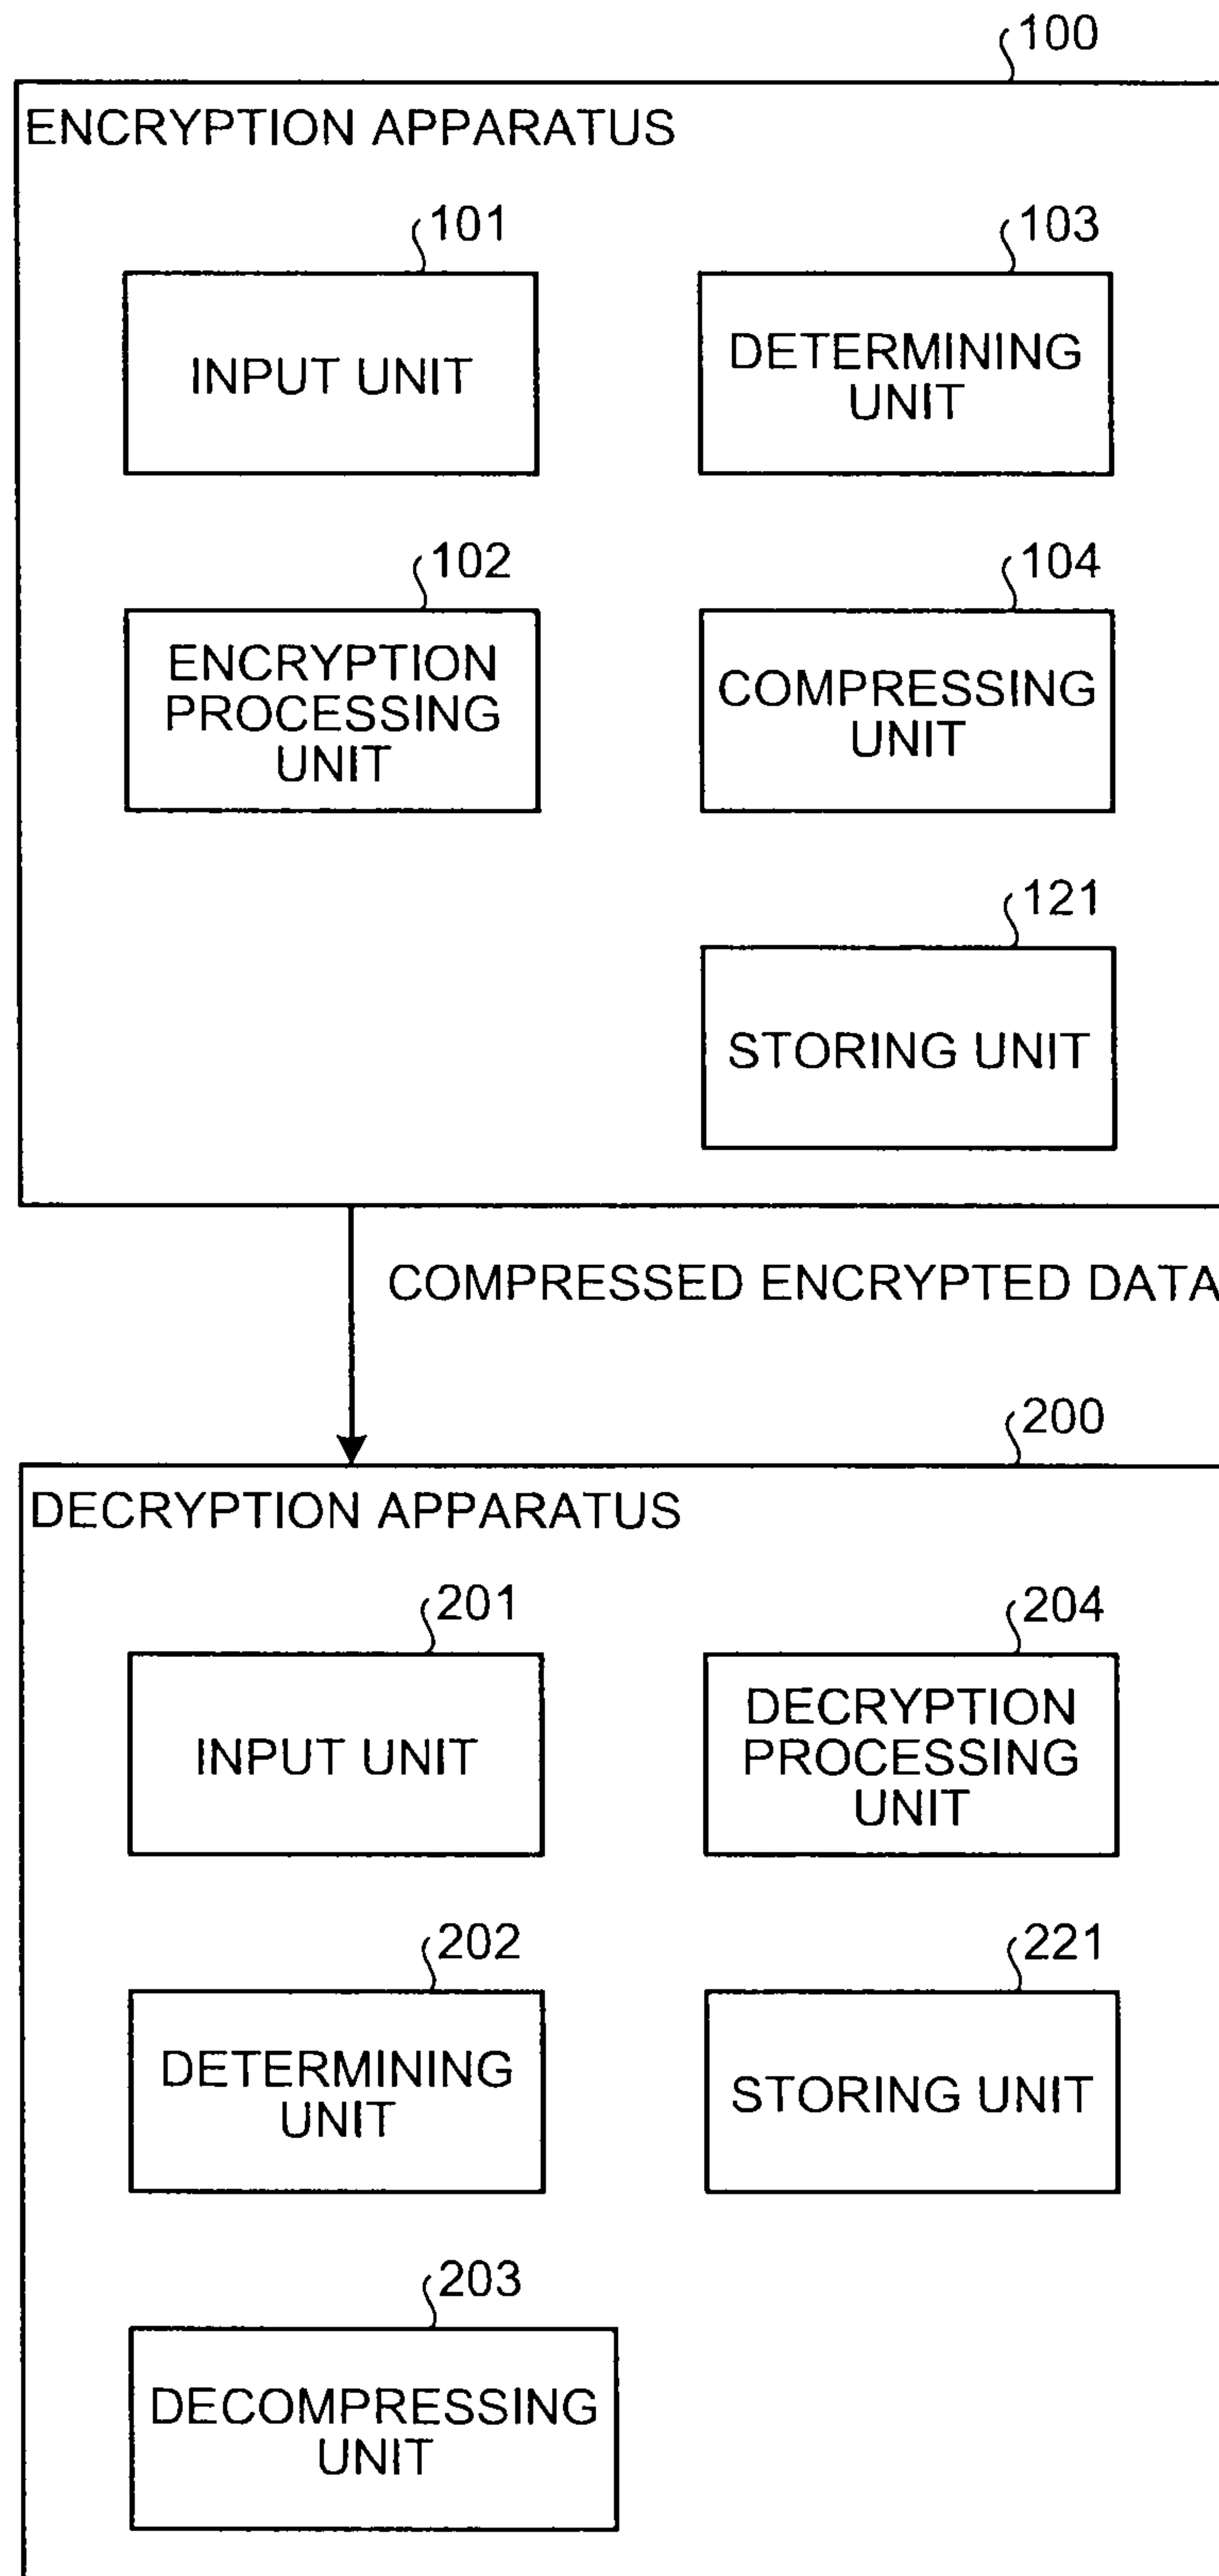 100
ENCRYPTION APPARATUS
101
103
INPUT UNIT
DETERMINING
UNIT
102
104
ENCRYPTION
PROCESSING
UNIT
COMPRESSING
UNIT
121
STORING UNIT
COMPRESSED ENCRYPTED DATA
200
DECRYPTION APPARATUS
201
204
INPUT UNIT
DECRYPTION
PROCESSING
UNIT
202
221
DETERMINING
UNIT
STORING UNIT
203
DECOMPRESSING
UNIT